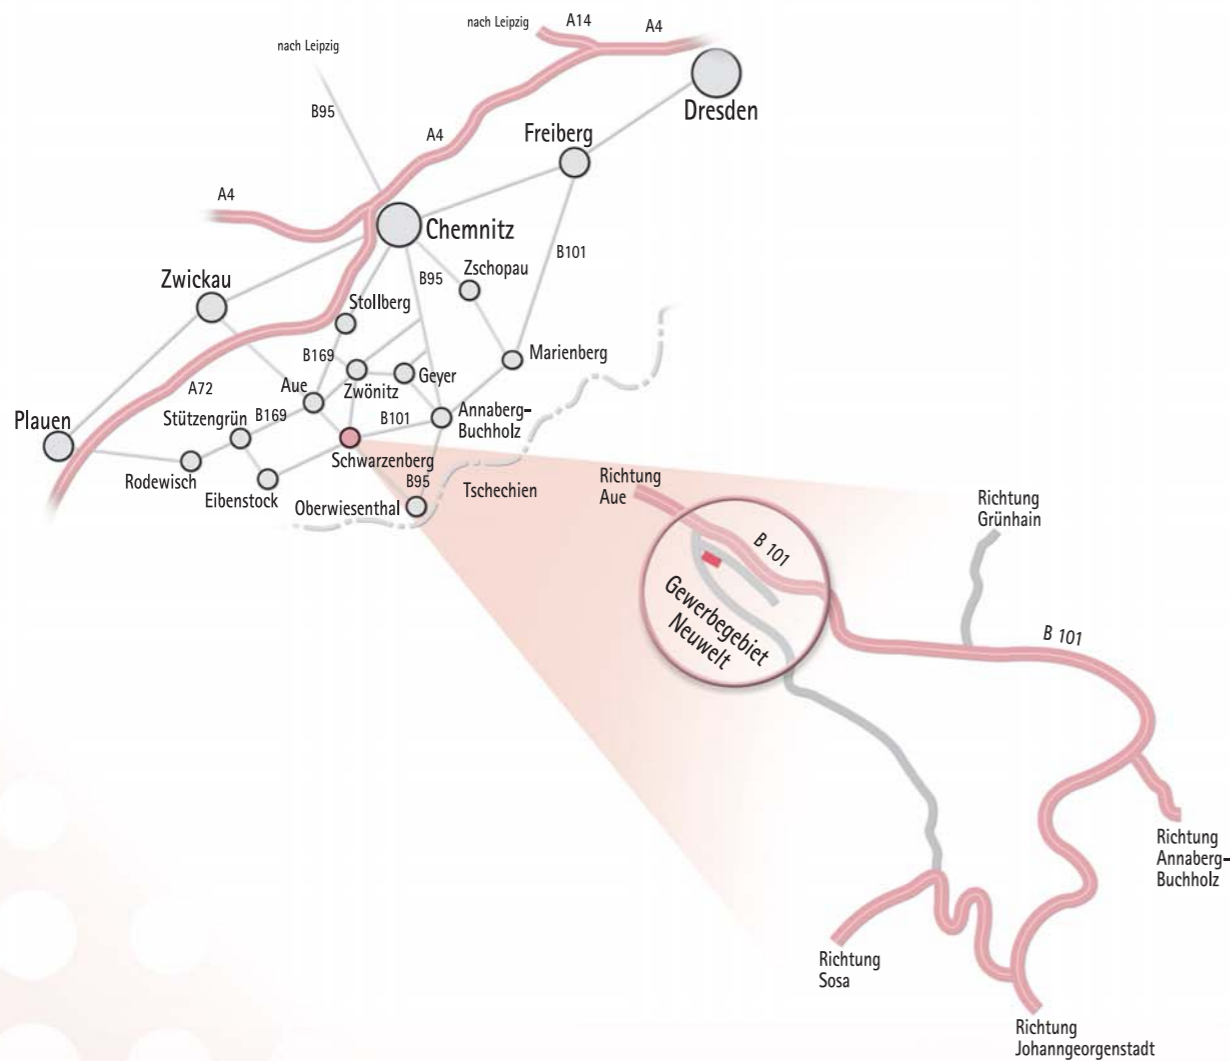 nach Leipzig
A14
A4
nach Leipzig
B95
Dresden
A4
Freiberg
A4
Chemnitz
B101
Zschopau
B95
Zwickau
Stollberg
Marienberg
B169
Geyer
Aue
Zwönitz
A72
Stützengrün
B169
B101
Annaberg-
Buchholz
Plauen
Schwarzenberg
Rodewisch
Eibenstock
B95
Oberwiesenthal
Tschechien
Richtung
Aue
Richtung
Grünhain
B 101
Gewerbegebiet
Neuwelt
B 101
Richtung
Annaberg-
Buchholz
Richtung
Sosa
Richtung
Johanngeorgenstadt